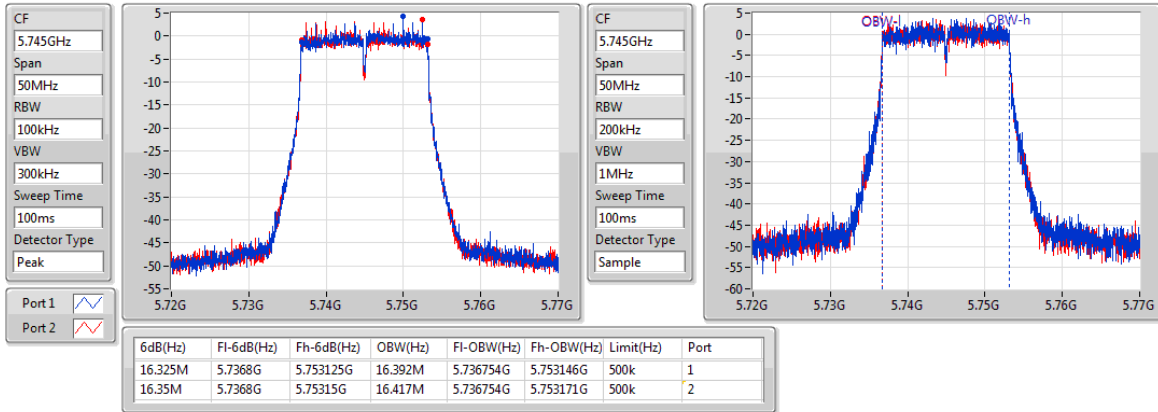 CF
5.745GHz
Span
50MHz
RBW
100kHz
VBW
300kHz
Sweep Time
100ms
Detector Type
Peak
Port 1
Port 2
5
0
-5
-10
-15
-20
-25
-30
-35
-40
-45
-50
-55
5.72G 5.73G 5.74G 5.75G 5.76G 5.77G
CF
5.745GHz
Span
50MHz
RBW
200kHz
VBW
1MHz
Sweep Time
100ms
Detector Type
Sample
OBW-l OBW-h
5
0
-5
-10
-15
-20
-25
-30
-35
-40
-45
-50
-55
-60
5.72G 5.73G 5.74G 5.75G 5.76G 5.77G
6dB(Hz) Fl-6dB(Hz) Fh-6dB(Hz) OBW(Hz) Fl-OBW(Hz) Fh-OBW(Hz) Limit(Hz) Port
16.325M 5.7368G 5.753125G 16.392M 5.736754G 5.753146G 500k 1
16.35M 5.7368G 5.75315G 16.417M 5.736754G 5.753171G 500k 2